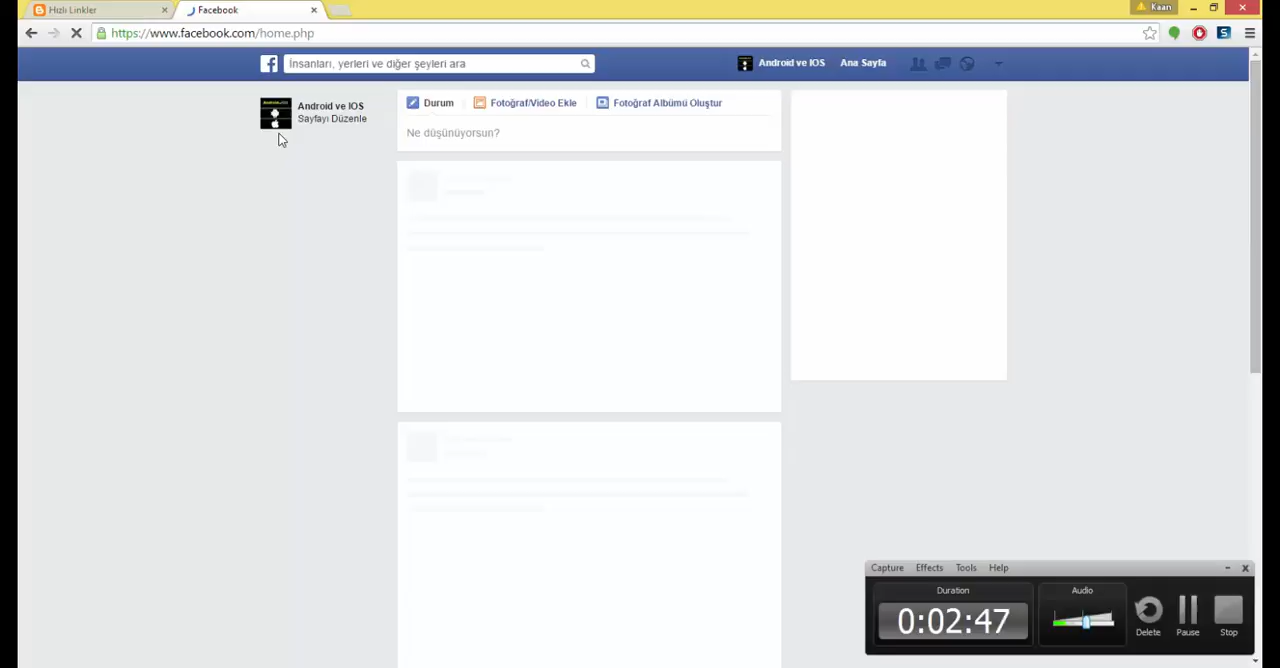 Hızlı Linkler
Facebook
Kaan
https://www.facebook.com/home.php
İnsanları, yerleri ve diğer şeyleri ara
Android ve IOS
Ana Sayfa
Android ve IOS
Sayfayı Düzenle
Durum
Fotoğraf/Video Ekle
Fotoğraf Albümü Oluştur
Ne düşünüyorsun?
Capture Effects Tools Help
Duration
0:02:47
Audio
Delete
Pause
Stop